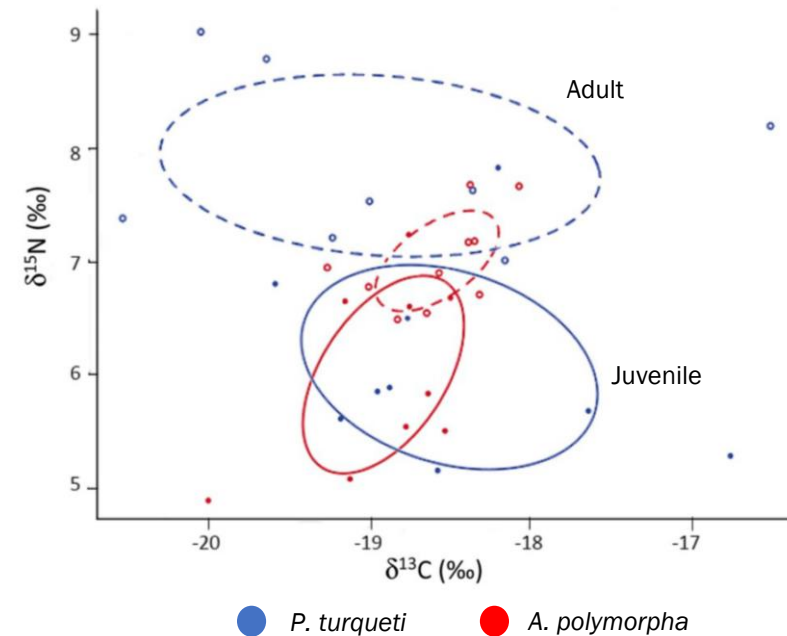 9
Adult
8
δ¹⁵N (‰)
7
6
Juvenile
5
-20 -19 -18 -17
δ¹³C (‰)
P. turqueti A. polymorpha